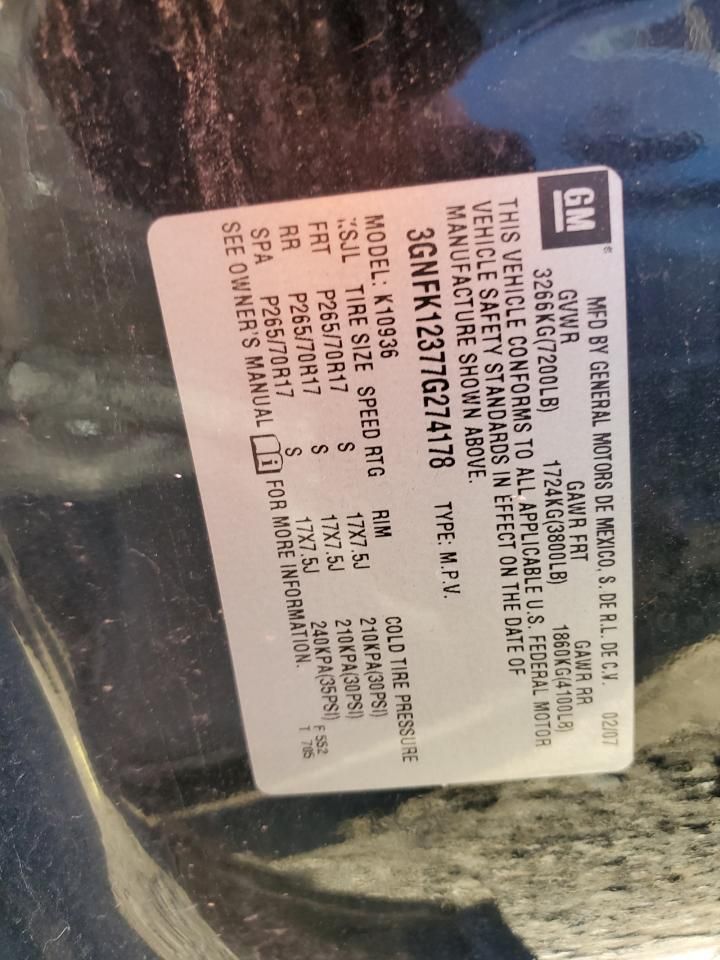 GM
MFD BY GENERAL MOTORS DE MEXICO, S. DE R.L. DE C.V. 02/07
GVWR GAWR FRT GAWR RR
3266KG(7200LB) 1724KG(3800LB) 1860KG(4100LB)
THIS VEHICLE CONFORMS TO ALL APPLICABLE U.S. FEDERAL MOTOR
VEHICLE SAFETY STANDARDS IN EFFECT ON THE DATE OF
MANUFACTURE SHOWN ABOVE.
3GNFK12377G274178 TYPE: M.P.V.
MODEL: K10936
TIRE SIZE SPEED RTG RIM COLD TIRE PRESSURE
FRT P265/70R17 S 17X7.5J 210KPA(30PSI)
RR P265/70R17 S 17X7.5J 210KPA(30PSI)
SPA P265/70R17 S 17X7.5J 240KPA(35PSI)
SEE OWNER'S MANUAL i FOR MORE INFORMATION.
F 552
T 705